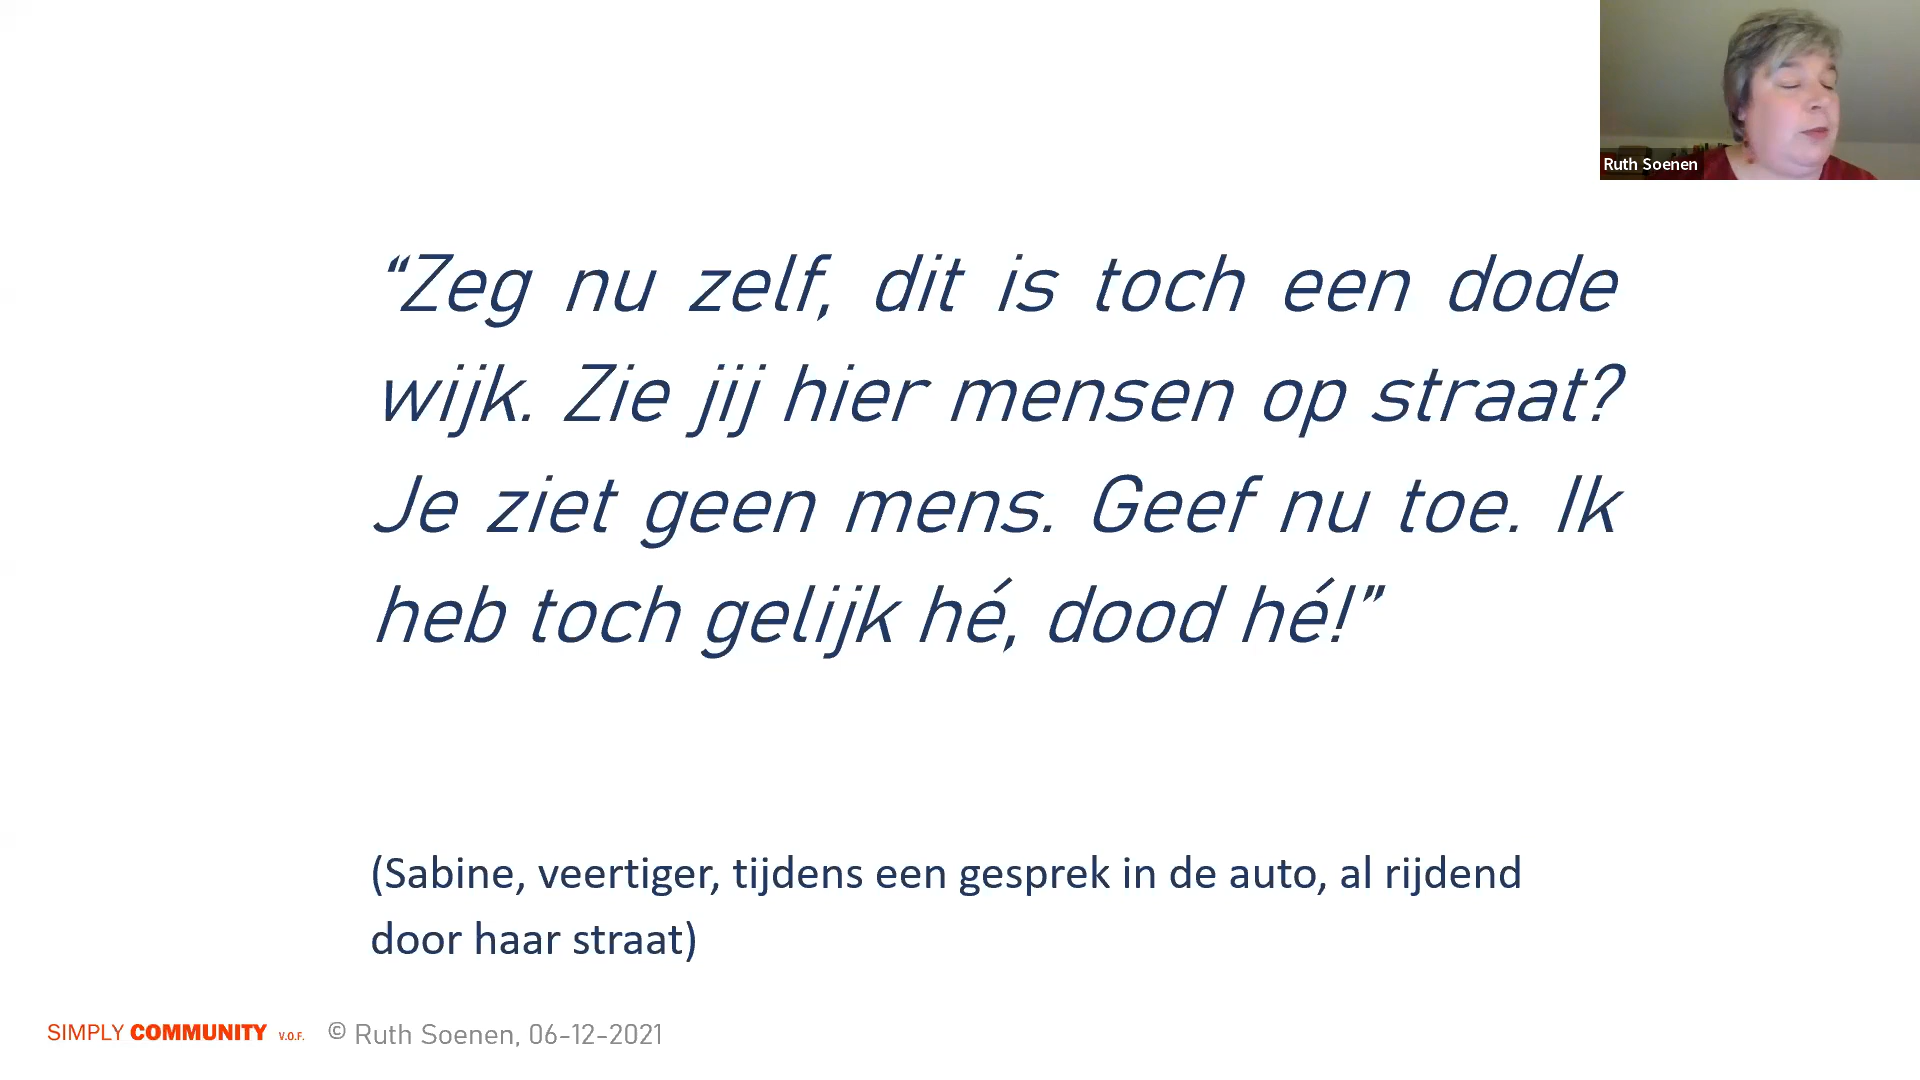 Ruth Soenen
“Zeg nu zelf, dit is toch een dode
wijk. Zie jij hier mensen op straat?
Je ziet geen mens. Geef nu toe. Ik
heb toch gelijk hé, dood hé!”
(Sabine, veertiger, tijdens een gesprek in de auto, al rijdend
door haar straat)
SIMPLY COMMUNITY V.O.F. © Ruth Soenen, 06-12-2021